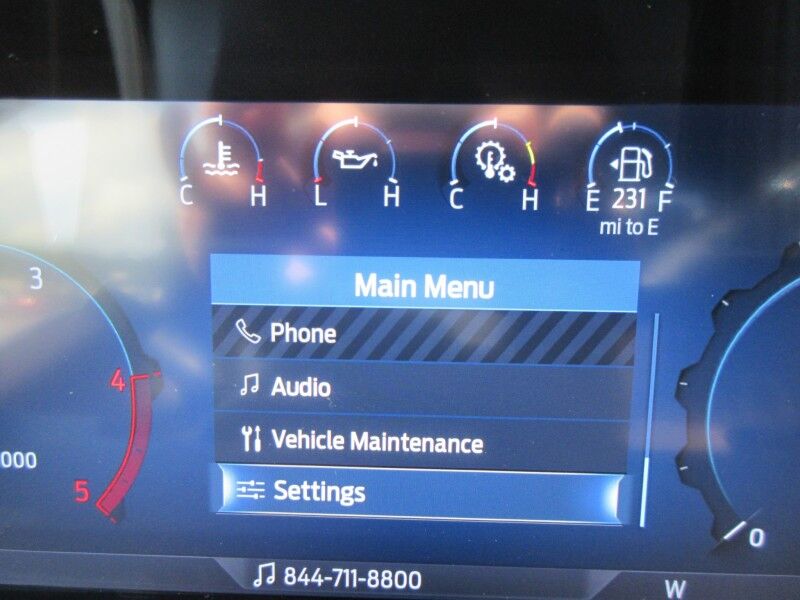 C H L H C H E 231 F
mi to E
Main Menu
3
Phone
4
Audio
Vehicle Maintenance
000
5
Settings
0
844-711-8800
W